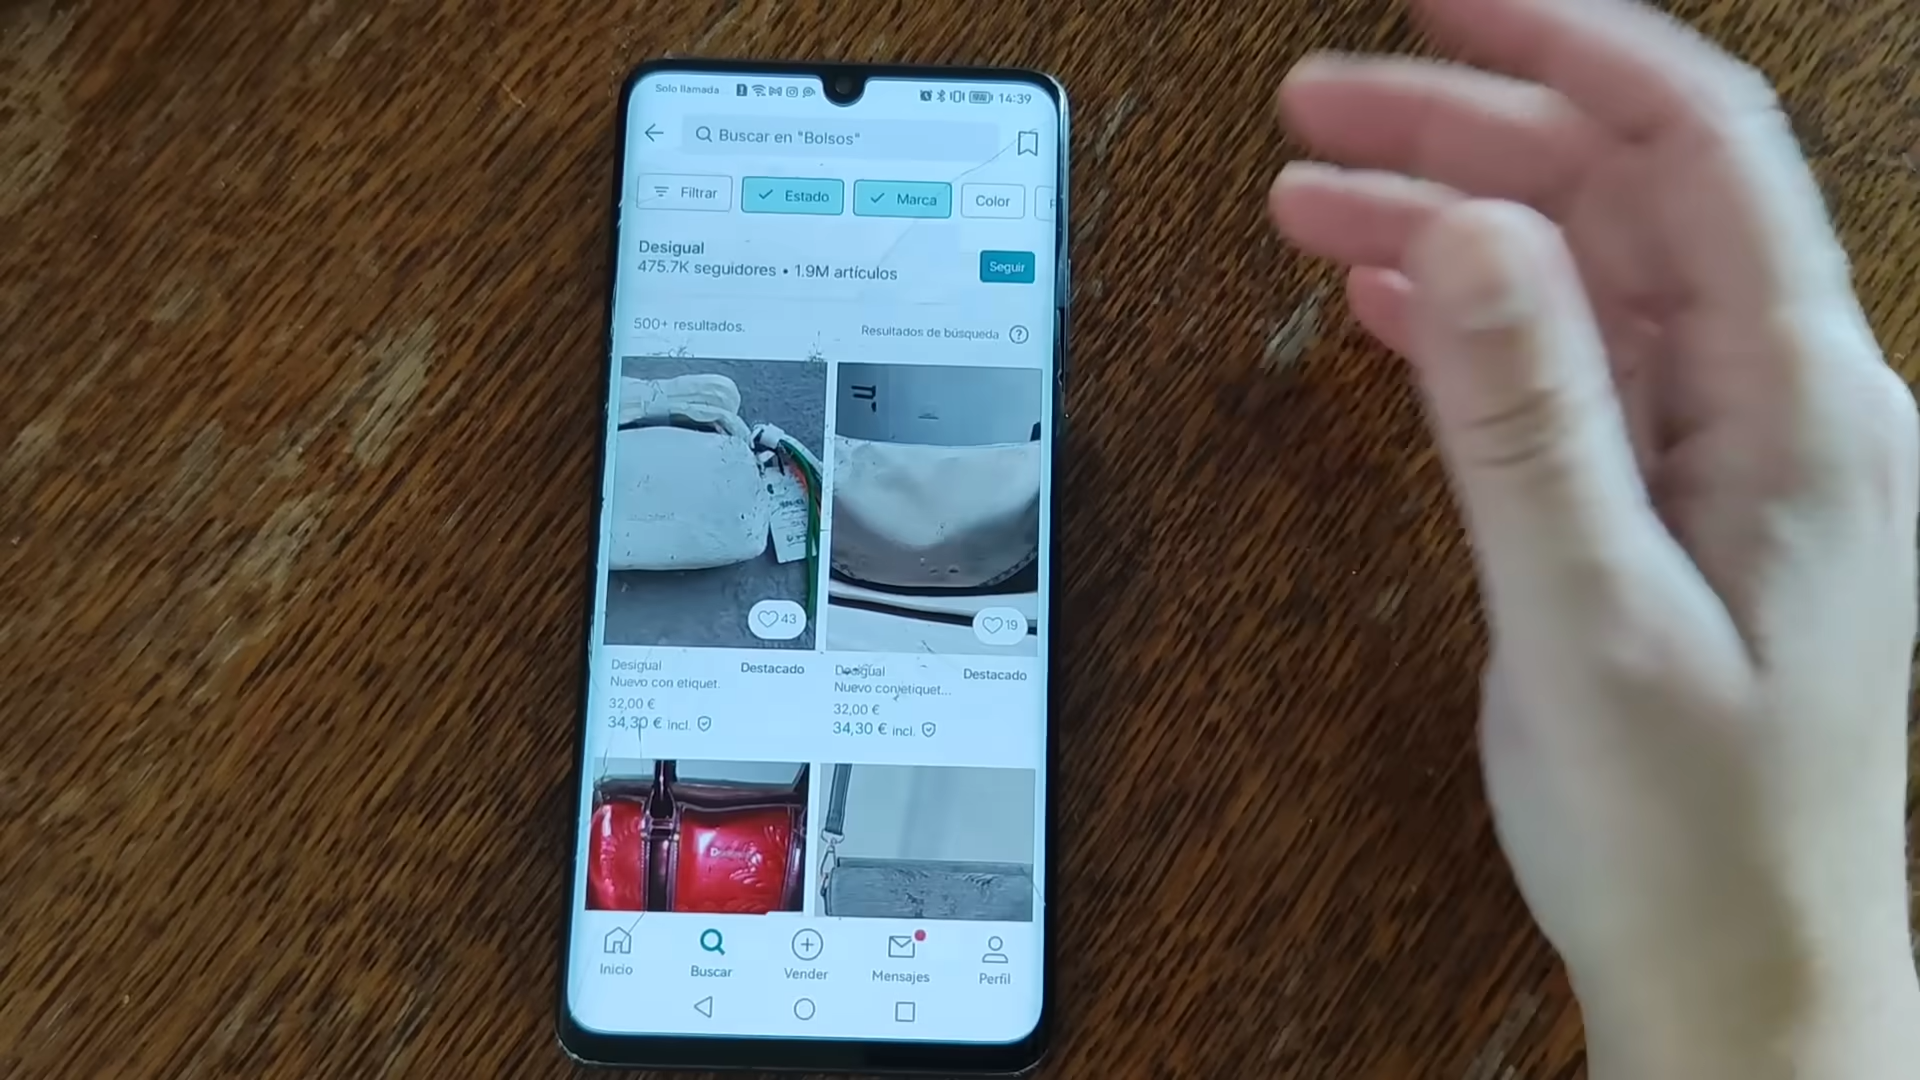 Solo llamada 14:39
Buscar en "Bolsos"
Filtrar Estado Marca Color
Desigual
475.7K seguidores • 1.9M artículos
Seguir
500+ resultados.
Resultados de búsqueda
43
19
Desigual Destacado
Nuevo con etiquet.
32,00 €
34,30 € incl.
Desigual Destacado
Nuevo con etiquet...
32,00 €
34,30 € incl.
Inicio Buscar Vender Mensajes Perfil